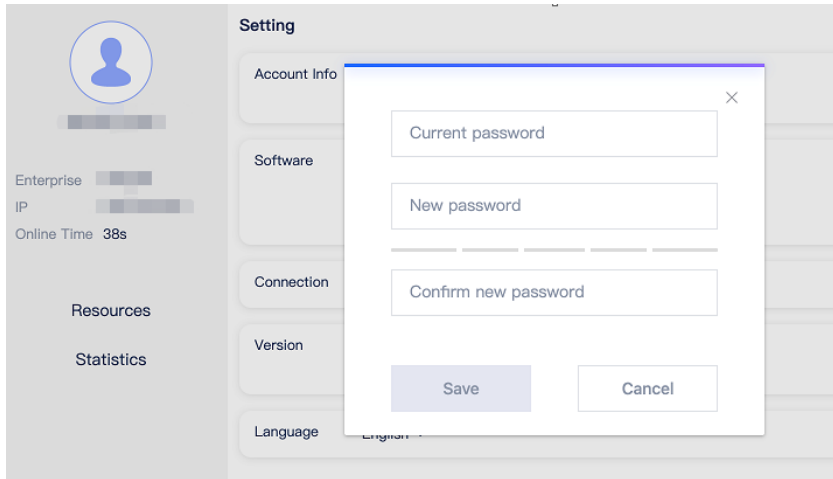 Setting
Account Info
Current password
Software
Enterprise
New password
IP
Online Time 38s
Connection
Confirm new password
Resources
Version
Statistics
Save
Cancel
Language
English